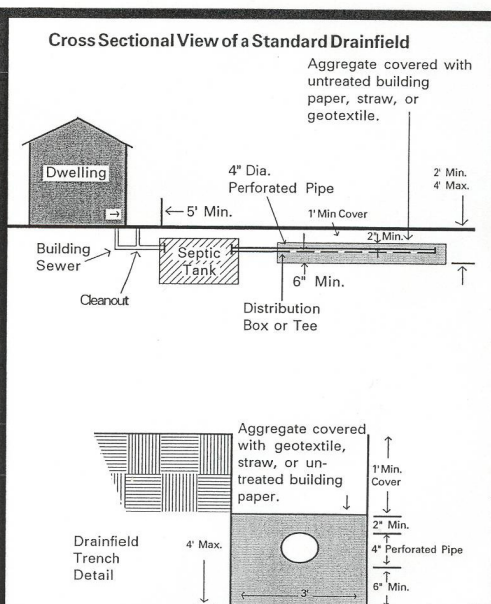 Cross Sectional View of a Standard Drainfield
Aggregate covered with
untreated building
paper, straw, or
geotextile.
Dwelling
4" Dia.
Perforated Pipe
2' Min.
4' Max.
5' Min.
1' Min Cover
2" Min.
Building
Sewer
Septic
Tank
6" Min.
Cleanout
Distribution
Box or Tee
Aggregate covered
with geotextile,
straw, or un-
treated building
paper.
1' Min.
Cover
2" Min.
Drainfield
Trench
Detail
4' Max.
4" Perforated Pipe
6" Min.
3'